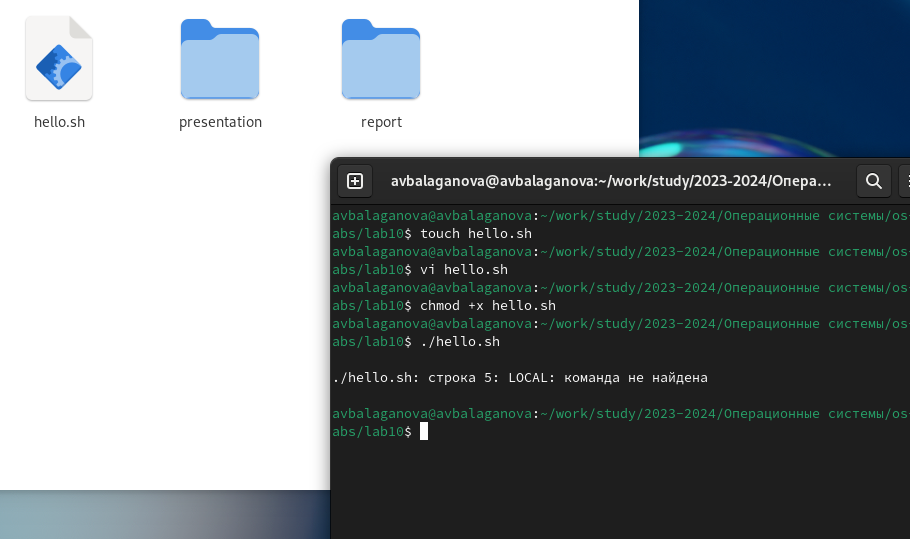 hello.sh
presentation
report
avbalaganova@avbalaganova:~/work/study/2023-2024/Опера...
avbalaganova@avbalaganova:~/work/study/2023-2024/Операционные системы/os-
abs/lab10$ touch hello.sh
avbalaganova@avbalaganova:~/work/study/2023-2024/Операционные системы/os-
abs/lab10$ vi hello.sh
avbalaganova@avbalaganova:~/work/study/2023-2024/Операционные системы/os-
abs/lab10$ chmod +x hello.sh
avbalaganova@avbalaganova:~/work/study/2023-2024/Операционные системы/os-
abs/lab10$ ./hello.sh
./hello.sh: строка 5: LOCAL: команда не найдена
avbalaganova@avbalaganova:~/work/study/2023-2024/Операционные системы/os-
abs/lab10$